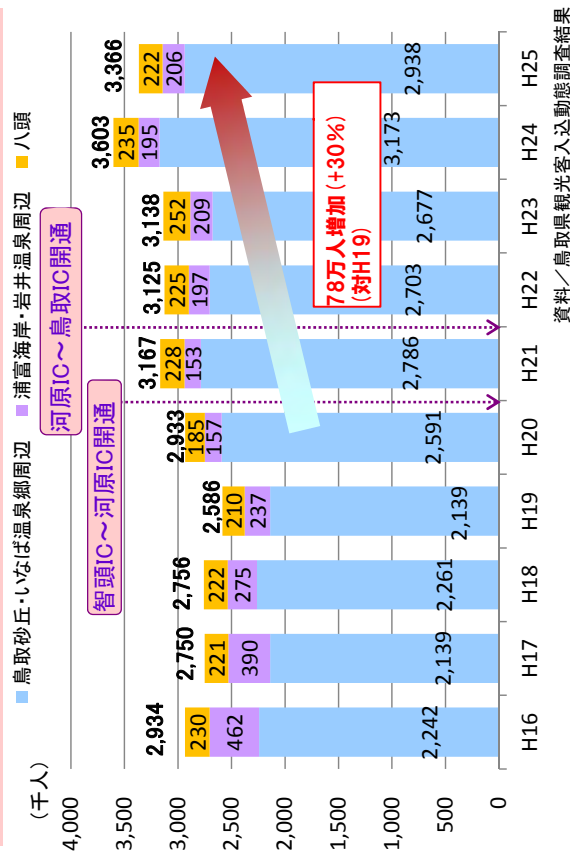 鳥取砂丘・いなば温泉郷周辺 浦富海岸・岩井温泉周辺 八頭
(千人)
河原IC～鳥取IC開通
智頭IC～河原IC開通
4,000
3,500
3,000
2,500
2,000
1,500
1,000
500
0
2,934 2,750 2,756 2,586 2,933 3,167 3,125 3,138 3,603 3,366
230 221 222 210 185 228 225 252 235 222
462 390 275 237 157 153 197 209 195 206
78万人増加(+30%)
(対H19)
2,242 2,139 2,261 2,139 2,591 2,786 2,703 2,677 3,173 2,938
H16 H17 H18 H19 H20 H21 H22 H23 H24 H25
資料／鳥取県観光客入込動態調査結果